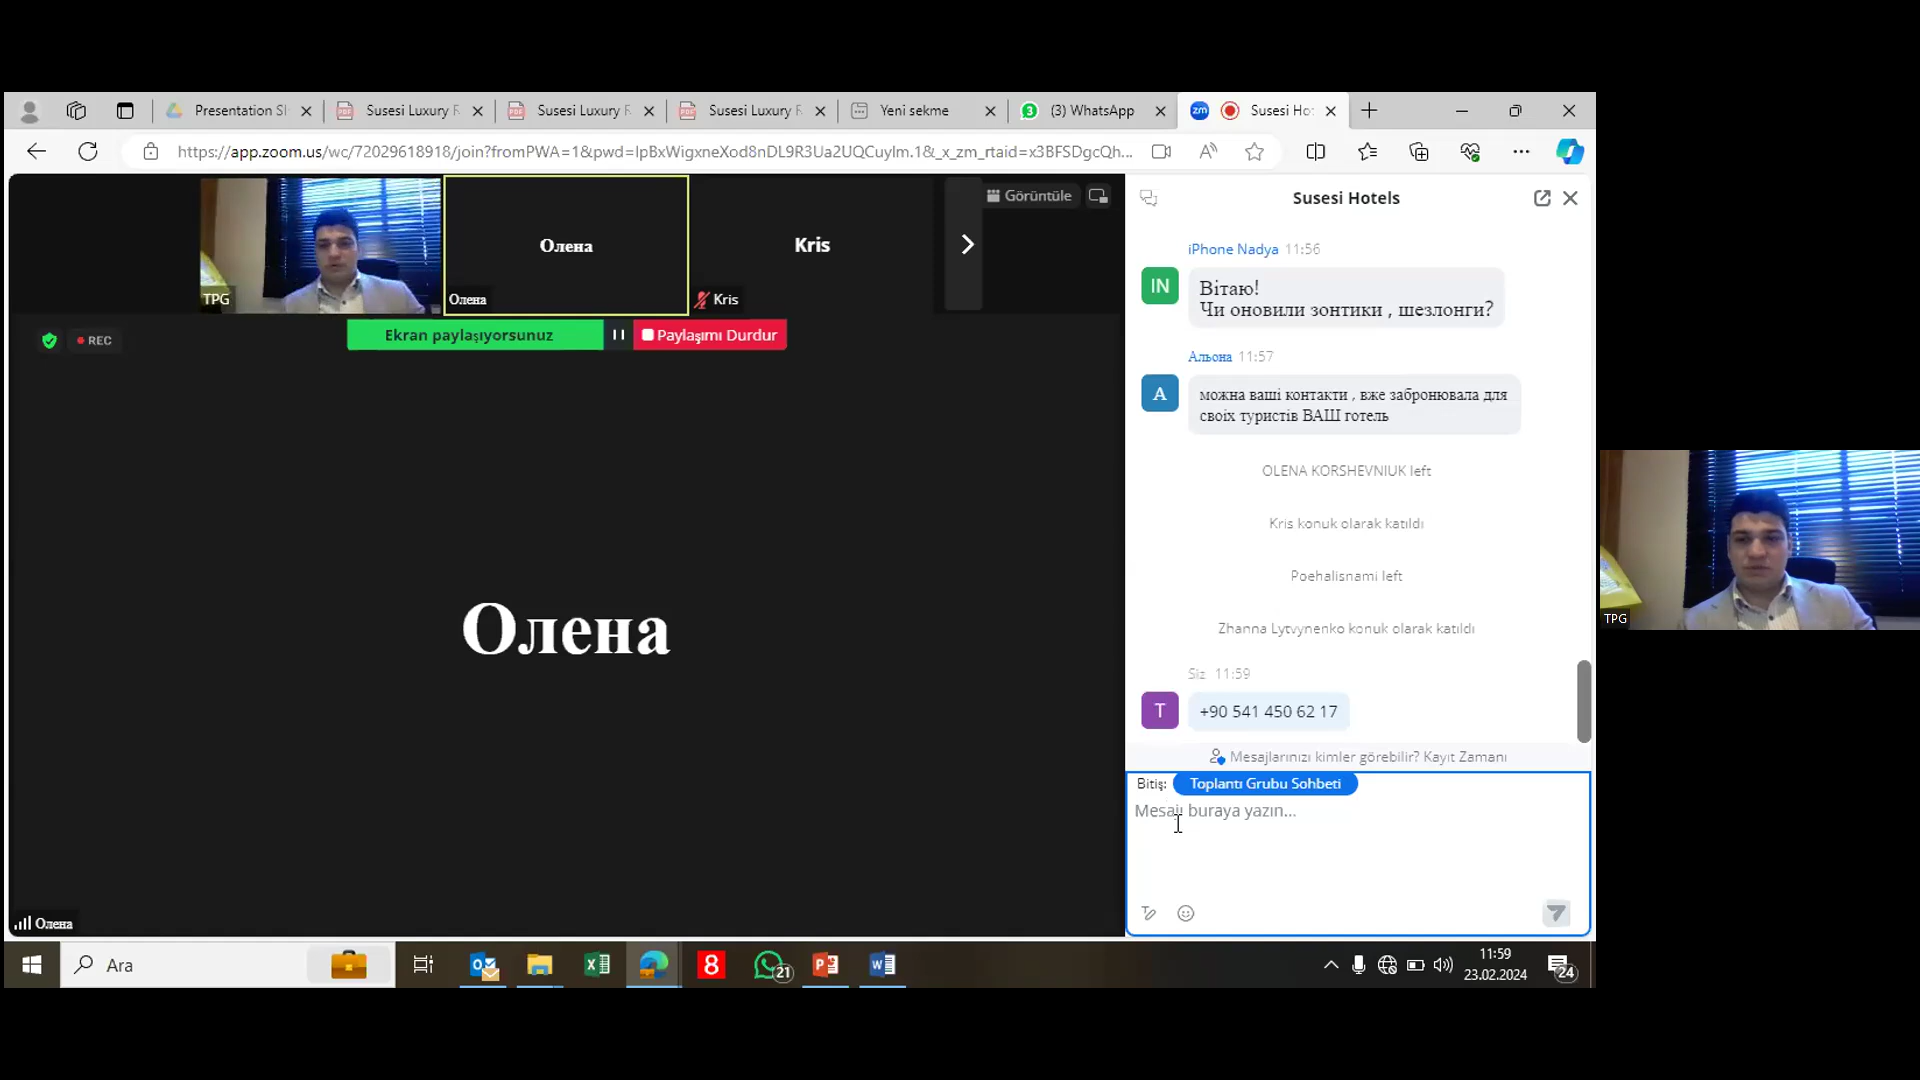 Presentation Sl
Susesi Luxury R
Susesi Luxury R
Susesi Luxury R
Yeni sekme
3
(3) WhatsApp
zm
Susesi Ho
https://app.zoom.us/wc/72029618918/join?fromPWA=1&pwd=IpBxWigxneXod8nDL9R3Ua2UQCuylm.1&_x_zm_rtaid=x3BFSDgcQh...
TPG
Олена
Олена
Kris
Kris
Görüntüle
REC
Ekran paylaşıyorsunuz
Paylaşımı Durdur
Олена
Олена
Susesi Hotels
iPhone Nadya 11:56
IN
Вітаю!
Чи оновили зонтики , шезлонги?
Альона 11:57
А
можна ваші контакти , вже забронювала для
своіх туристів ВАШ готель
OLENA KORSHEVNIUK left
Kris konuk olarak katıldı
Poehalisnami left
Zhanna Lytvynenko konuk olarak katıldı
Siz 11:59
T
+90 541 450 62 17
Mesajlarınızı kimler görebilir? Kayıt Zamanı
Bitiş: Toplantı Grubu Sohbeti
Mesajı buraya yazın...
TPG
Ara
8
21
11:59
23.02.2024
24